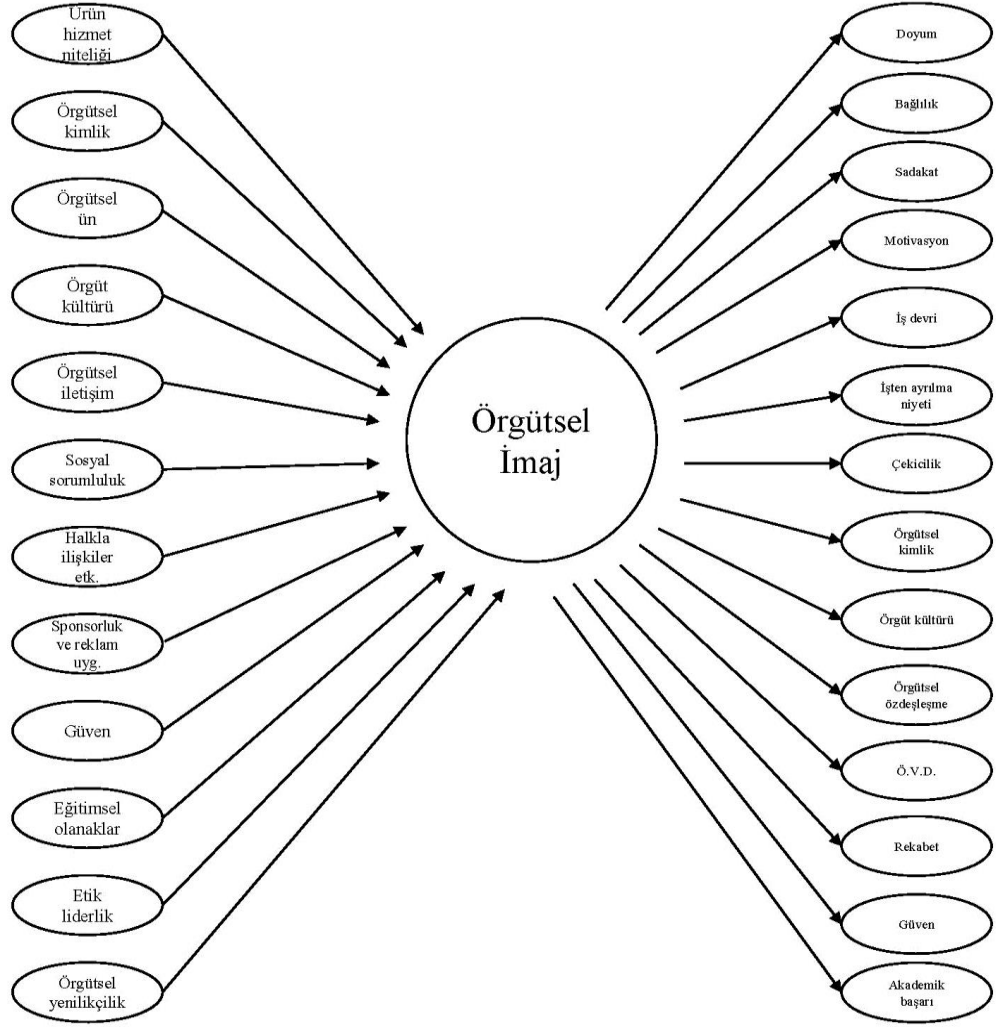 Ürün
hizmet
niteliği
Örgütsel
kimlik
Örgütsel
ün
Örgüt
kültürü
Örgütsel
iletişim
Sosyal
sorumluluk
Halkla
ilişkiler
etk.
Sponsorluk
ve reklam
uyg.
Güven
Eğitimsel
olanaklar
Etik
liderlik
Örgütsel
yenilikçilik
Örgütsel
İmaj
Doyum
Bağlılık
Sadakat
Motivasyon
İş devri
İşten ayrılma
niyeti
Çekicilik
Örgütsel
kimlik
Örgüt kültürü
Örgütsel
özdeşleşme
Ö.V.D.
Rekabet
Güven
Akademik
başarı